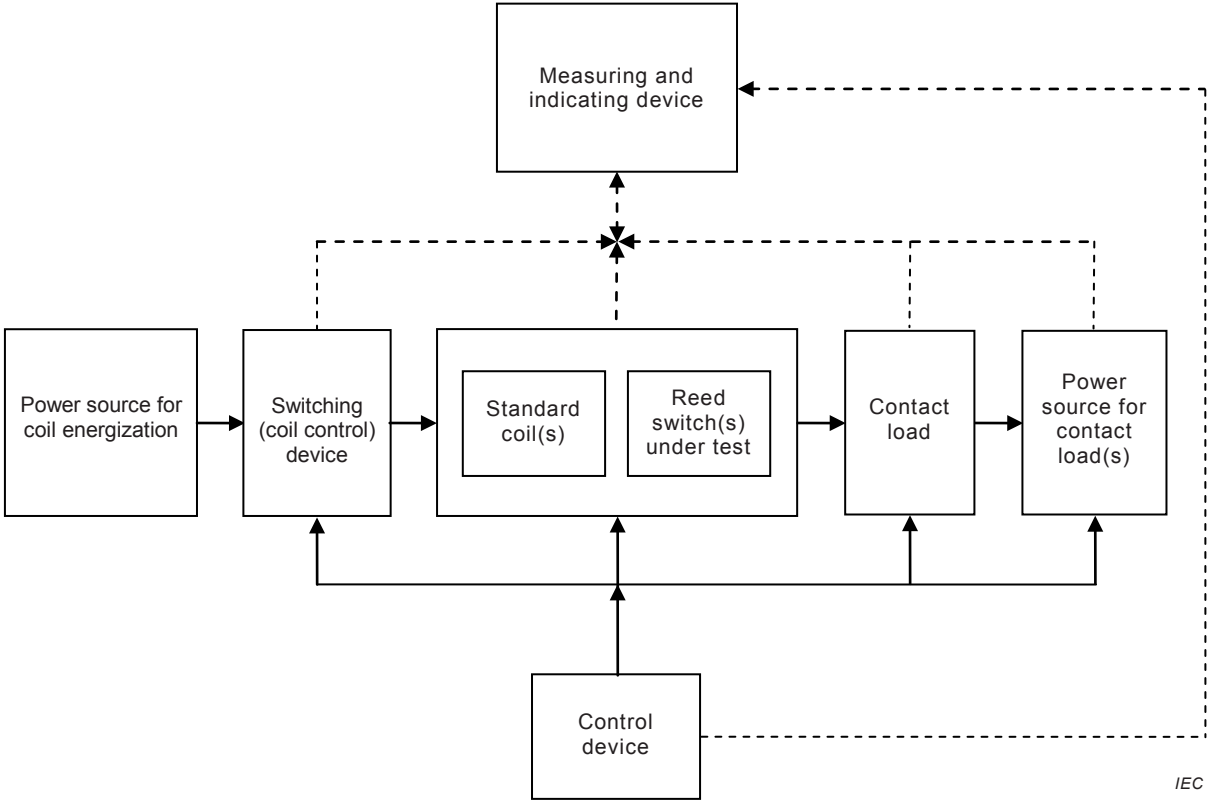 Measuring and
indicating device
Power source for
coil energization
Switching
(coil control)
device
Standard
coil(s)
Reed
switch(s)
under test
Contact
load
Power
source for
contact
load(s)
Control
device
IEC